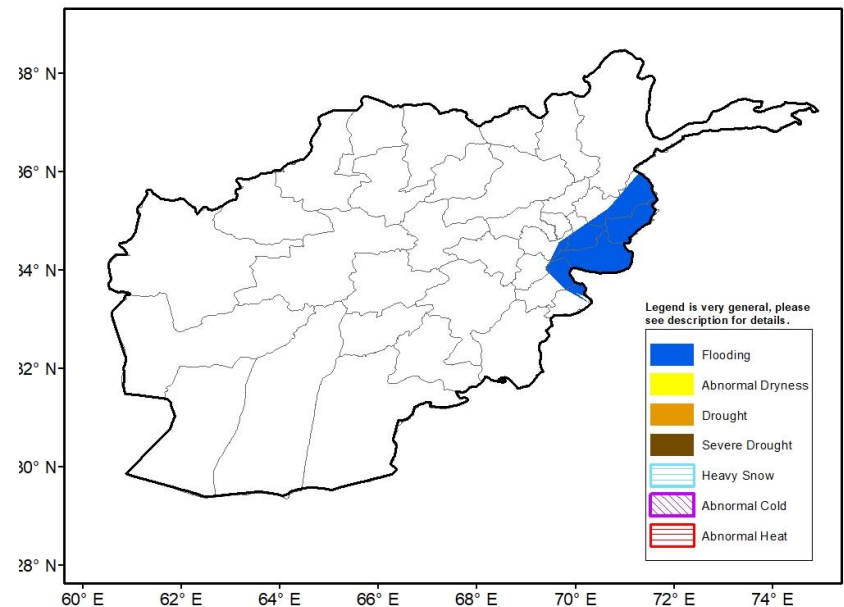 38° N
36° N
34° N
32° N
30° N
28° N
Legend is very general, please
see description for details.
Flooding
Abnormal Dryness
Drought
Severe Drought
Heavy Snow
Abnormal Cold
Abnormal Heat
60° E 62° E 64° E 66° E 68° E 70° E 72° E 74° E